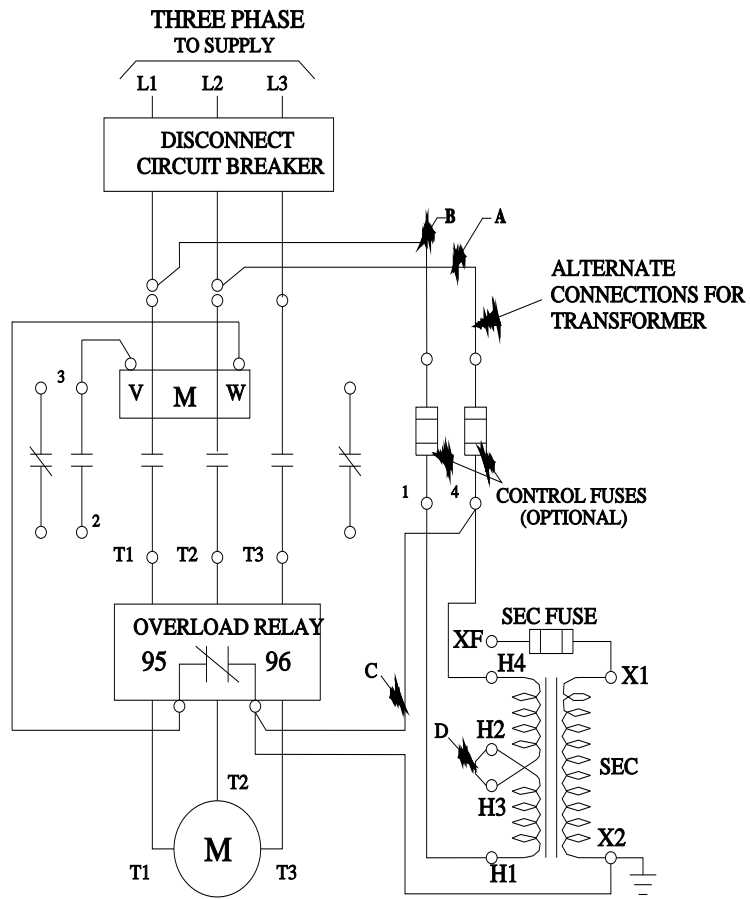 THREE PHASE
TO SUPPLY
L1 L2 L3
DISCONNECT
CIRCUIT BREAKER
B A
ALTERNATE
CONNECTIONS FOR
TRANSFORMER
3
V M W
1 4
CONTROL FUSES
(OPTIONAL)
2
T1 T2 T3
OVERLOAD RELAY
95 96
SEC FUSE
XF
H4 X1
C
D H2
SEC
H3
T2
X2
M
T1 T3
H1